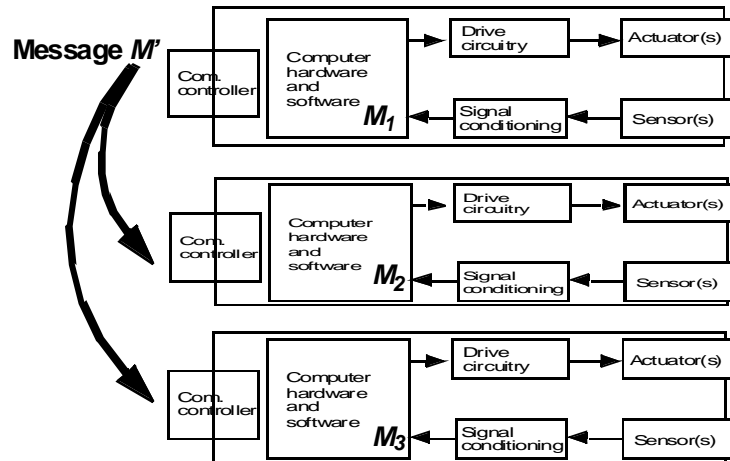 Message M'
Com.
controller
Computer
hardware
and
software
M1
Drive
circuitry
Actuator(s)
Signal
conditioning
Sensor(s)
Com.
controller
Computer
hardware
and
software
M2
Drive
circuitry
Actuator(s)
Signal
conditioning
Sensor(s)
Com.
controller
Computer
hardware
and
software
M3
Drive
circuitry
Actuator(s)
Signal
conditioning
Sensor(s)